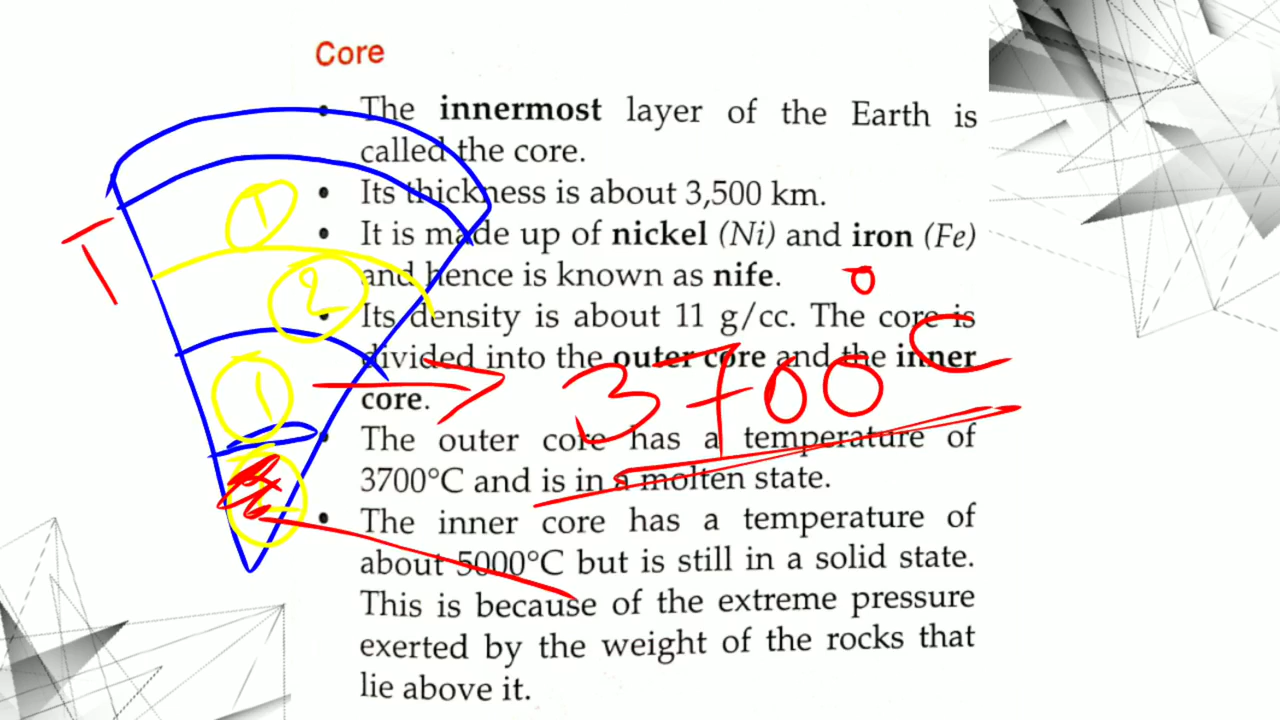 Core
• The innermost layer of the Earth is
called the core.
• Its thickness is about 3,500 km.
• It is made up of nickel (Ni) and iron (Fe)
and hence is known as nife.
• Its density is about 11 g/cc. The core is
divided into the outer core and the inner
core.
• The outer core has a temperature of
3700°C and is in a molten state.
• The inner core has a temperature of
about 5000°C but is still in a solid state.
This is because of the extreme pressure
exerted by the weight of the rocks that
lie above it.
1
2
1
3700°C